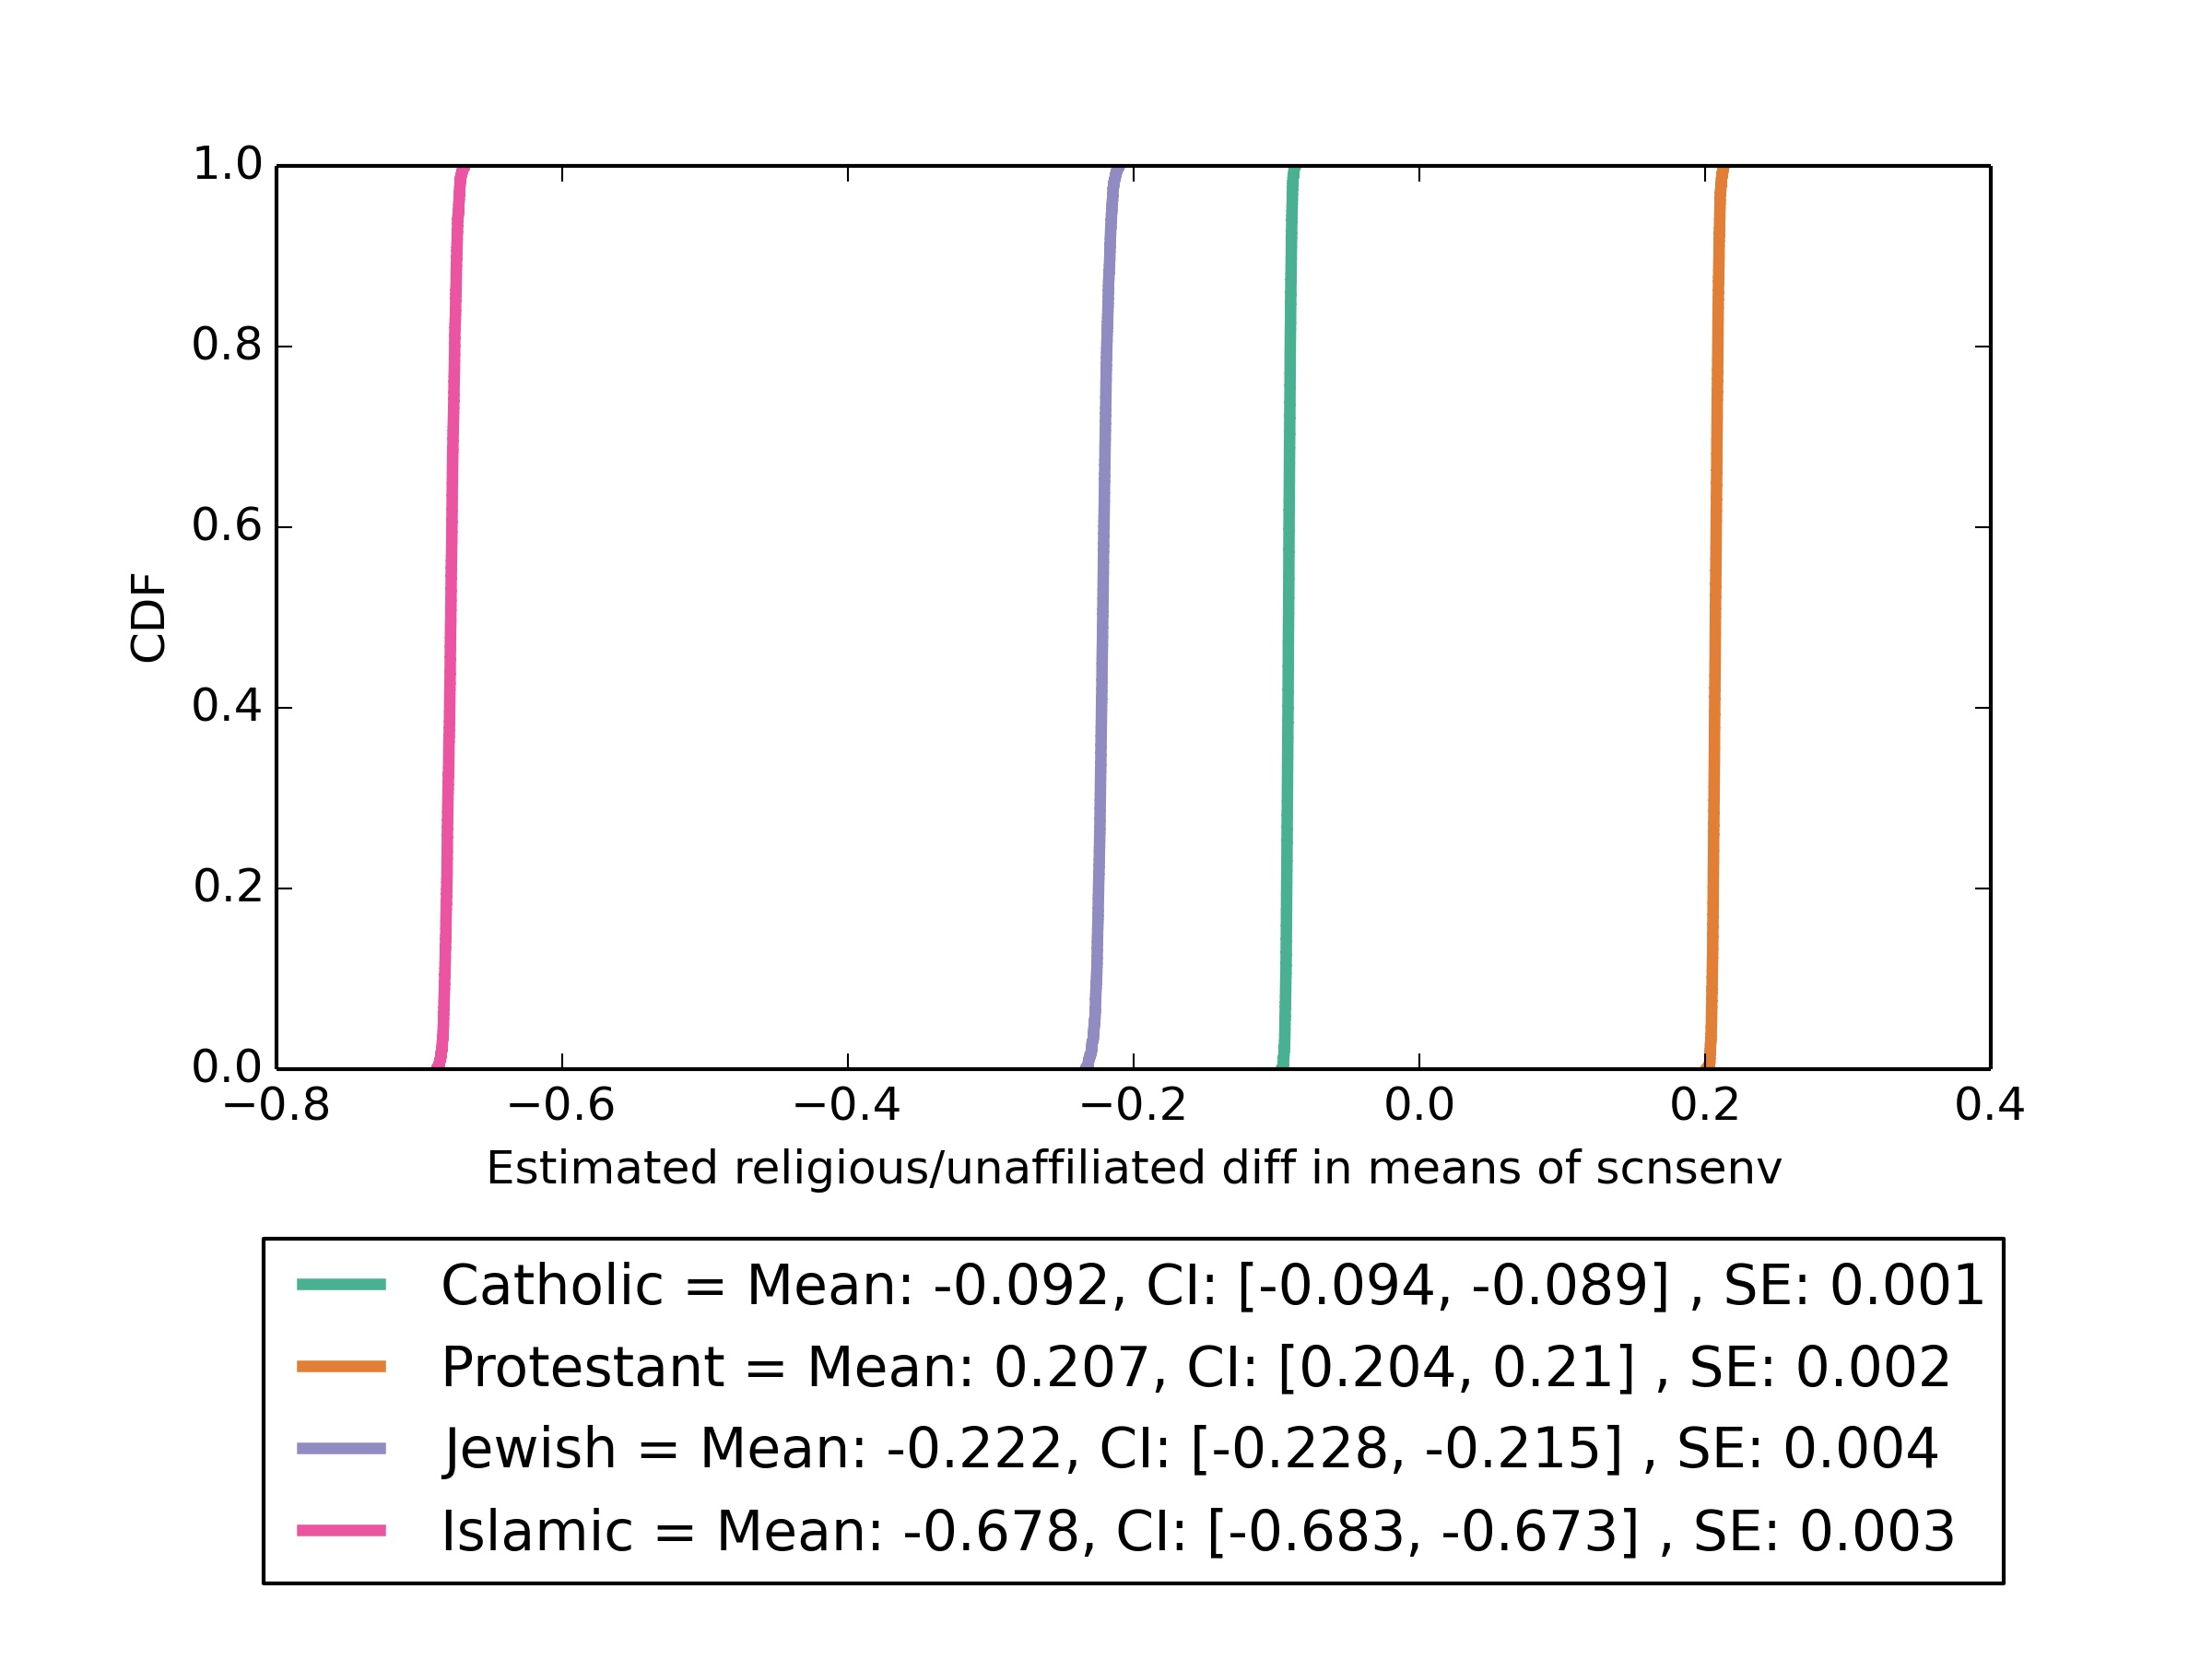 1.0
0.8
0.6
0.4
0.2
0.0
CDF
−0.8 −0.6 −0.4 −0.2 0.0 0.2 0.4
Estimated religious/unaffiliated diff in means of scnsenv
Catholic = Mean: -0.092, CI: [-0.094, -0.089] , SE: 0.001
Protestant = Mean: 0.207, CI: [0.204, 0.21] , SE: 0.002
Jewish = Mean: -0.222, CI: [-0.228, -0.215] , SE: 0.004
Islamic = Mean: -0.678, CI: [-0.683, -0.673] , SE: 0.003